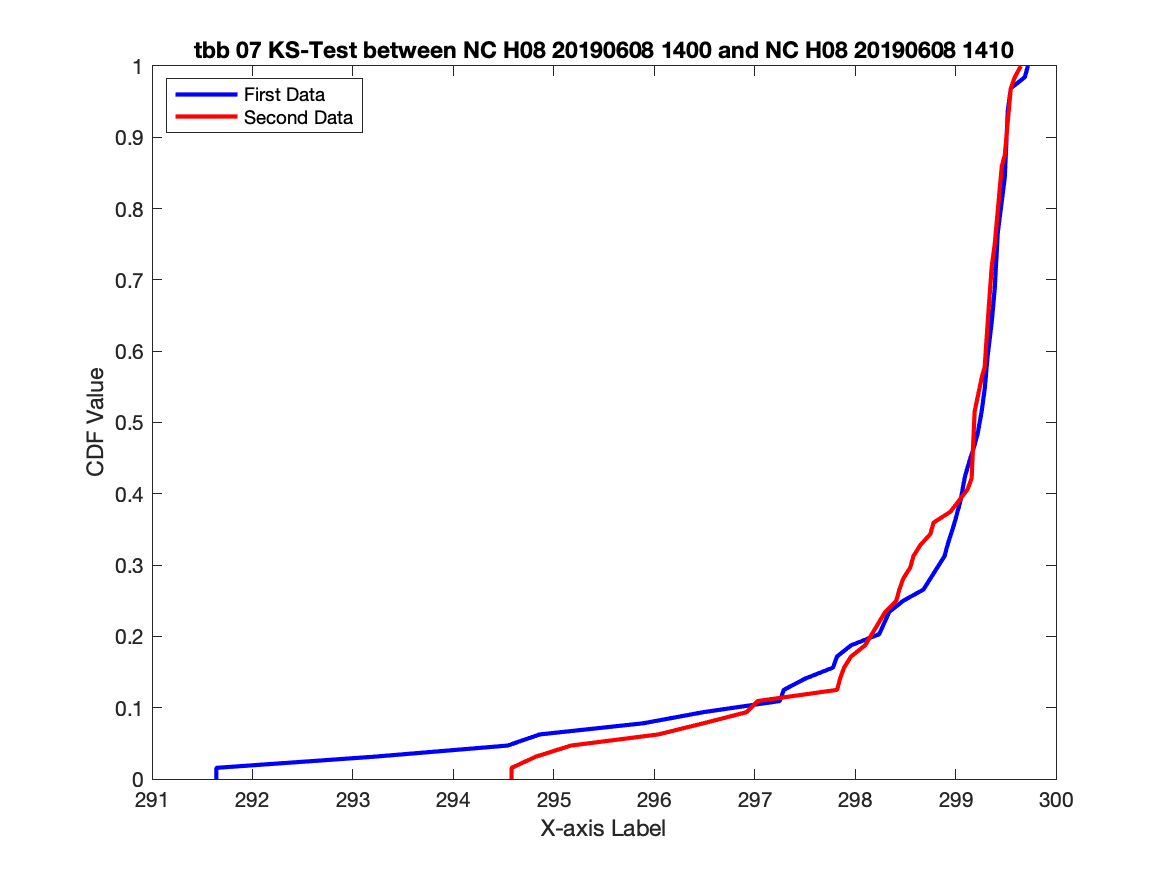 tbb 07 KS-Test between NC H08 20190608 1400 and NC H08 20190608 1410
First Data
Second Data
1
0.9
0.8
0.7
0.6
0.5
0.4
0.3
0.2
0.1
0
CDF Value
291 292 293 294 295 296 297 298 299 300
X-axis Label